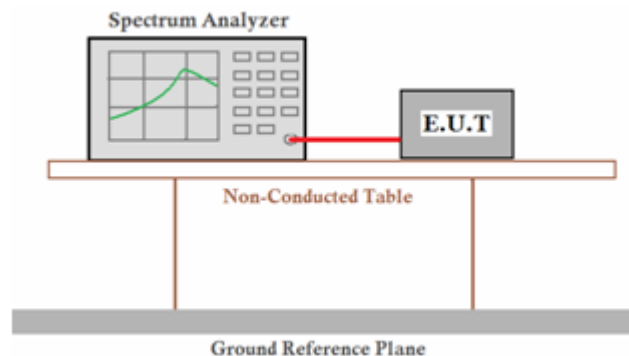 Spectrum Analyzer
E.U.T
Non-Conducted Table
Ground Reference Plane